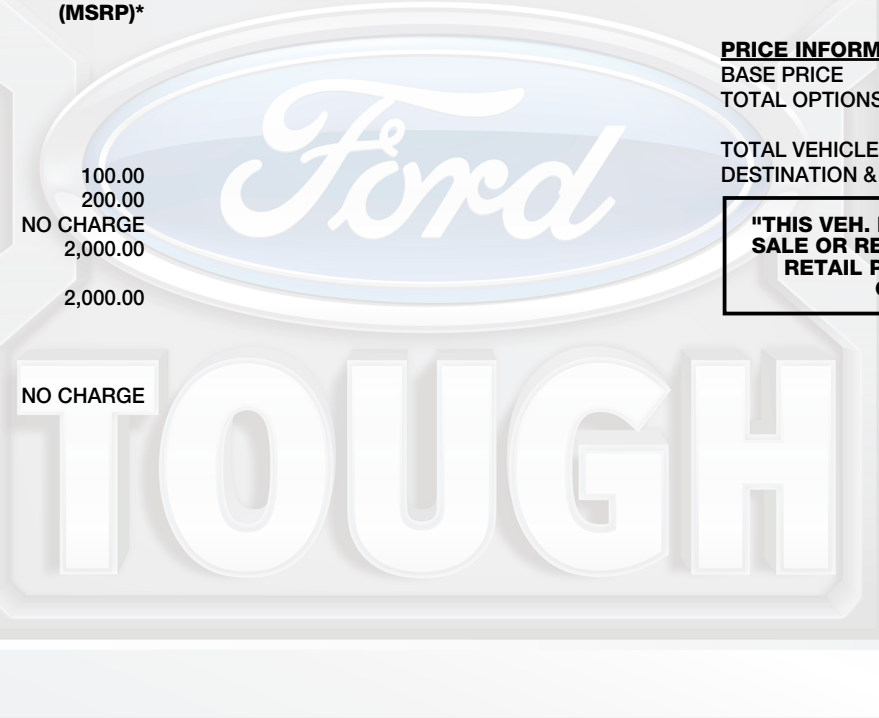 (MSRP)*
100.00
200.00
NO CHARGE
2,000.00
2,000.00
NO CHARGE
PRICE INFORM
BASE PRICE
TOTAL OPTIONS
TOTAL VEHICLE
DESTINATION &
"THIS VEH.
SALE OR RE
RETAIL P
Ford
TOUGH